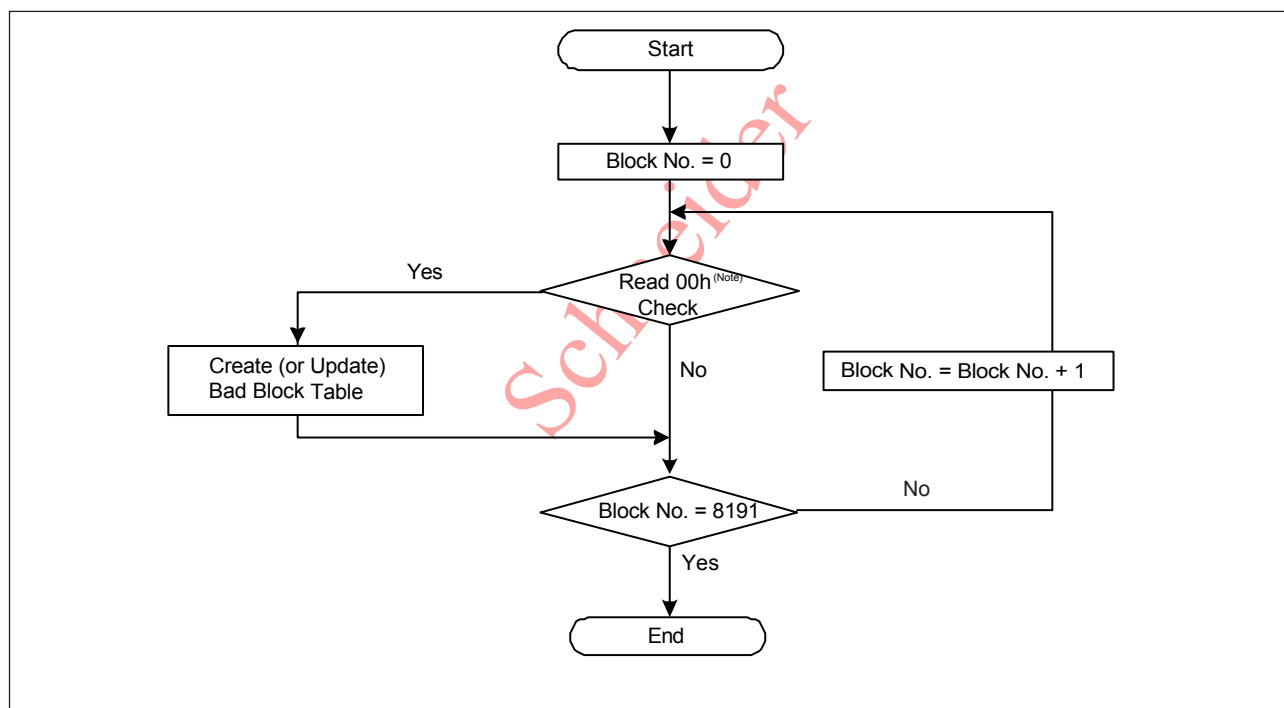 Start
Block No. = 0
Yes
Read 00h (Note)
Check
Create (or Update)
Bad Block Table
No
Block No. = Block No. + 1
Block No. = 8191
No
Yes
End
Schneider